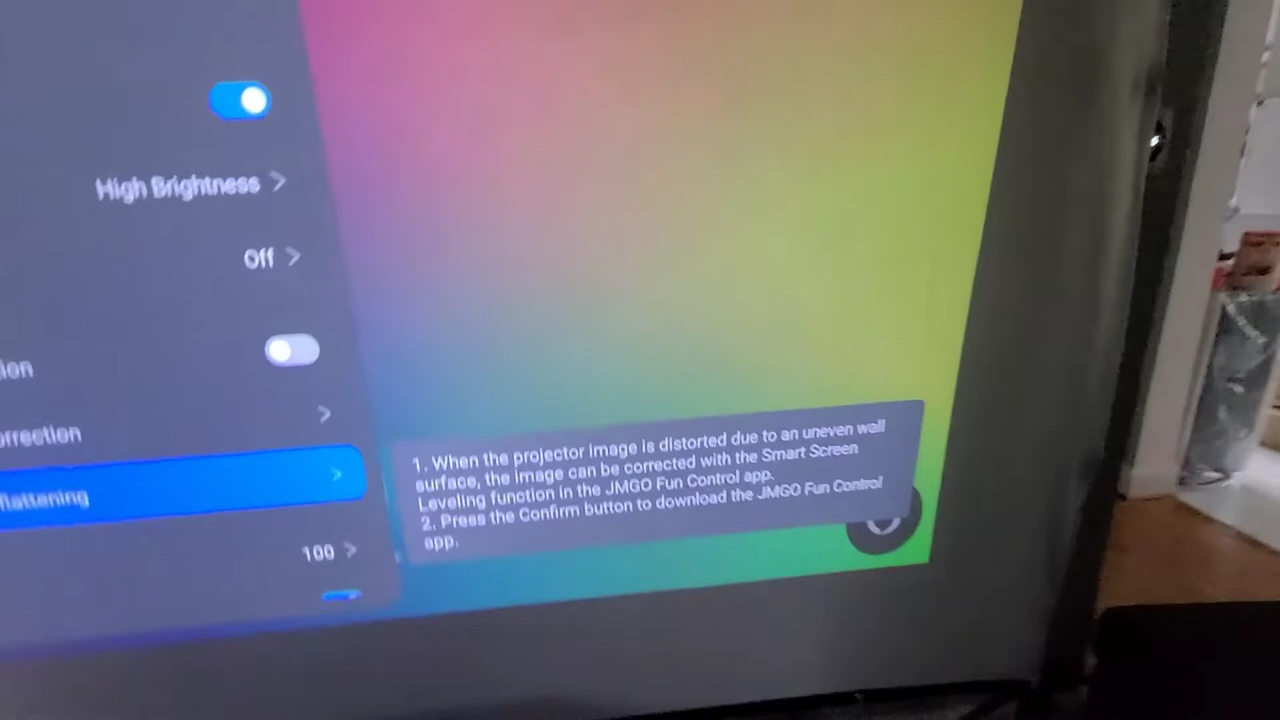 High Brightness
Off
ion
orrection
flattening
100
1. When the projector image is distorted due to an uneven wall
surface, the image can be corrected with the Smart Screen
Leveling function in the JMGO Fun Control app.
2. Press the Confirm button to download the JMGO Fun Control
app.